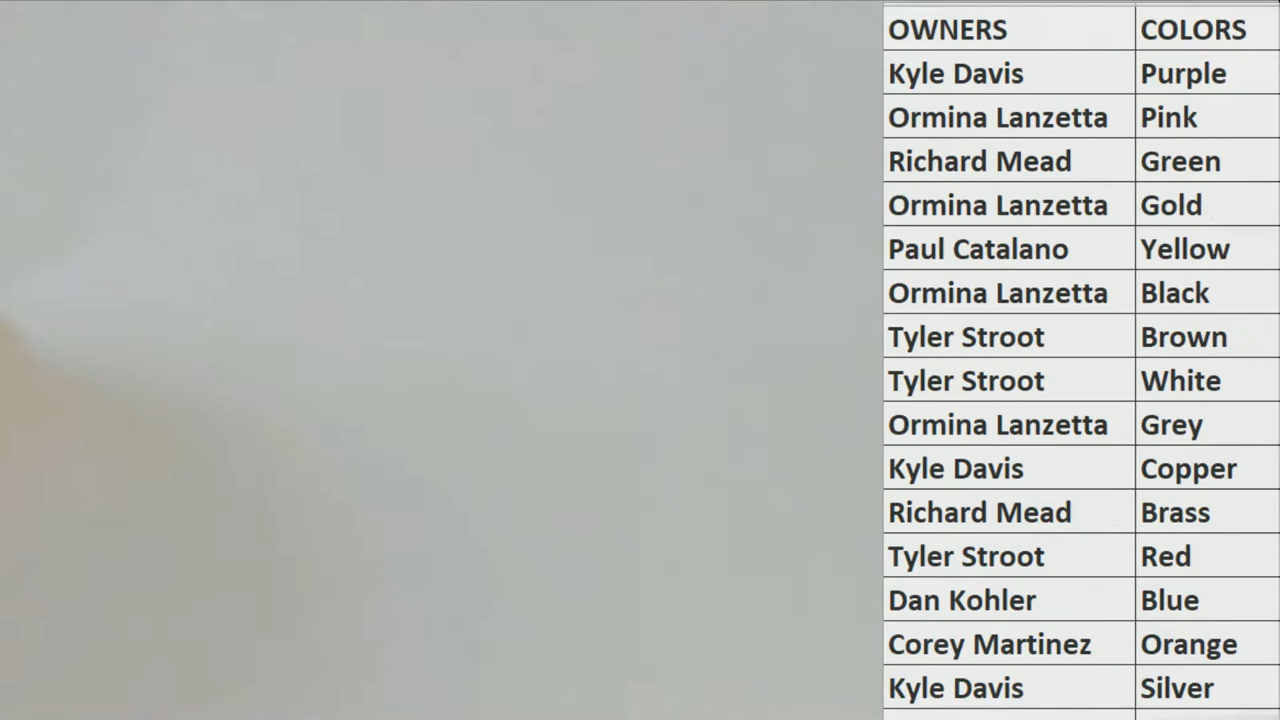 OWNERS COLORS
Kyle Davis Purple
Ormina Lanzetta Pink
Richard Mead Green
Ormina Lanzetta Gold
Paul Catalano Yellow
Ormina Lanzetta Black
Tyler Stroot Brown
Tyler Stroot White
Ormina Lanzetta Grey
Kyle Davis Copper
Richard Mead Brass
Tyler Stroot Red
Dan Kohler Blue
Corey Martinez Orange
Kyle Davis Silver